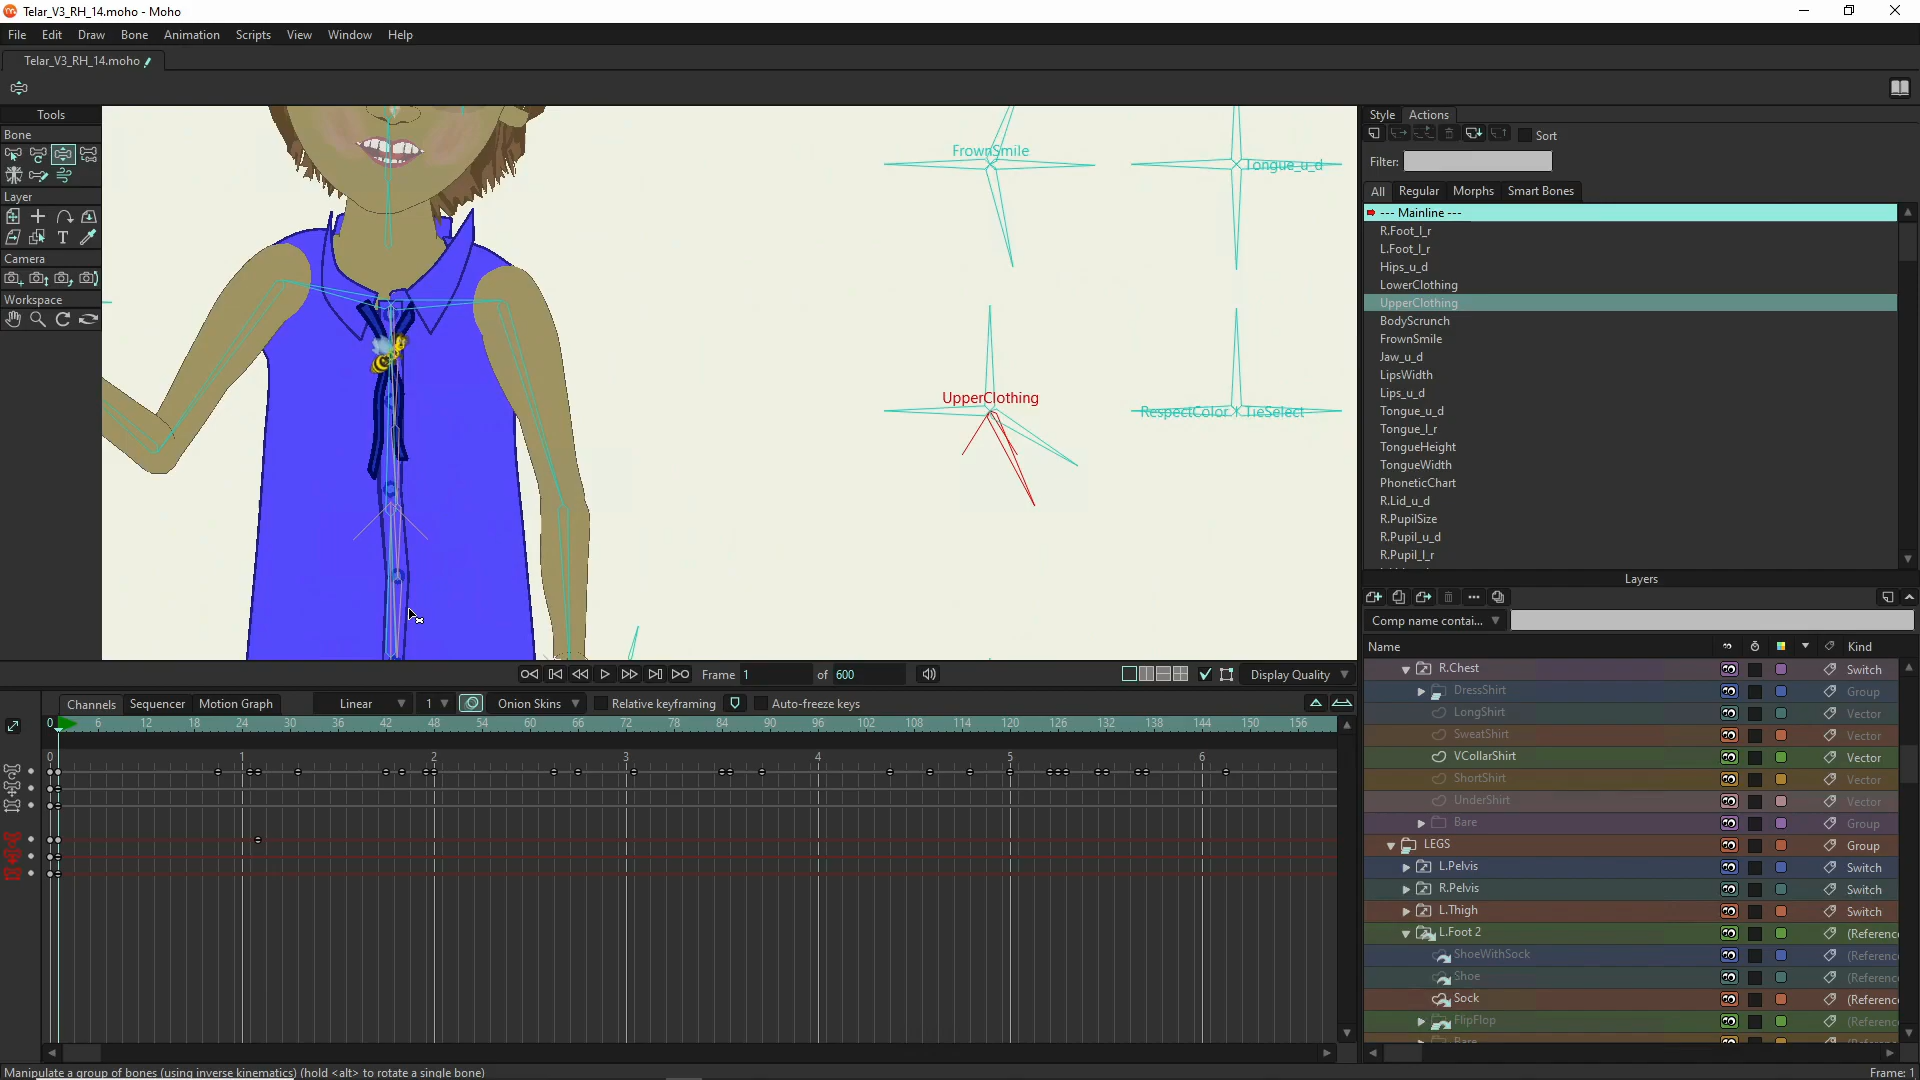 Telar_V3_RH_14.moho - Moho
File Edit Draw Bone Animation Scripts View Window Help
Telar_V3_RH_14.moho
Tools
Bone
Layer
Camera
Workspace
FrownSmile
Tongue_u_d
UpperClothing
RespectColor
TieSelect
Style Actions
Sort
Filter:
All Regular Morphs Smart Bones
--- Mainline ---
R.Foot_l_r
L.Foot_l_r
Hips_u_d
LowerClothing
UpperClothing
BodyScrunch
FrownSmile
Jaw_u_d
LipsWidth
Lips_u_d
Tongue_u_d
Tongue_l_r
TongueHeight
TongueWidth
PhoneticChart
R.Lid_u_d
R.PupilSize
R.Pupil_u_d
R.Pupil_l_r
Layers
Comp name contai...
Name Kind
R.Chest Switch
DressShirt Group
LongShirt Vector
SweatShirt Vector
VCollarShirt Vector
ShortShirt Vector
UnderShirt Vector
Bare Group
LEGS Group
L.Pelvis Switch
R.Pelvis Switch
L.Thigh Switch
L.Foot 2 (Referenc
ShoeWithSock (Referenc
Shoe (Referenc
Sock (Referenc
FlipFlop (Referenc
Frame 1 of 600
Display Quality
Channels Sequencer Motion Graph
Linear 1 Onion Skins Relative keyframing Auto-freeze keys
0 6 12 18 24 30 36 42 48 54 60 66 72 78 84 90 96 102 108 114 120 126 132 138 144 150 156
0 1 2 3 4 5 6
Manipulate a group of bones (using inverse kinematics) (hold <alt> to rotate a single bone)
Frame: 1